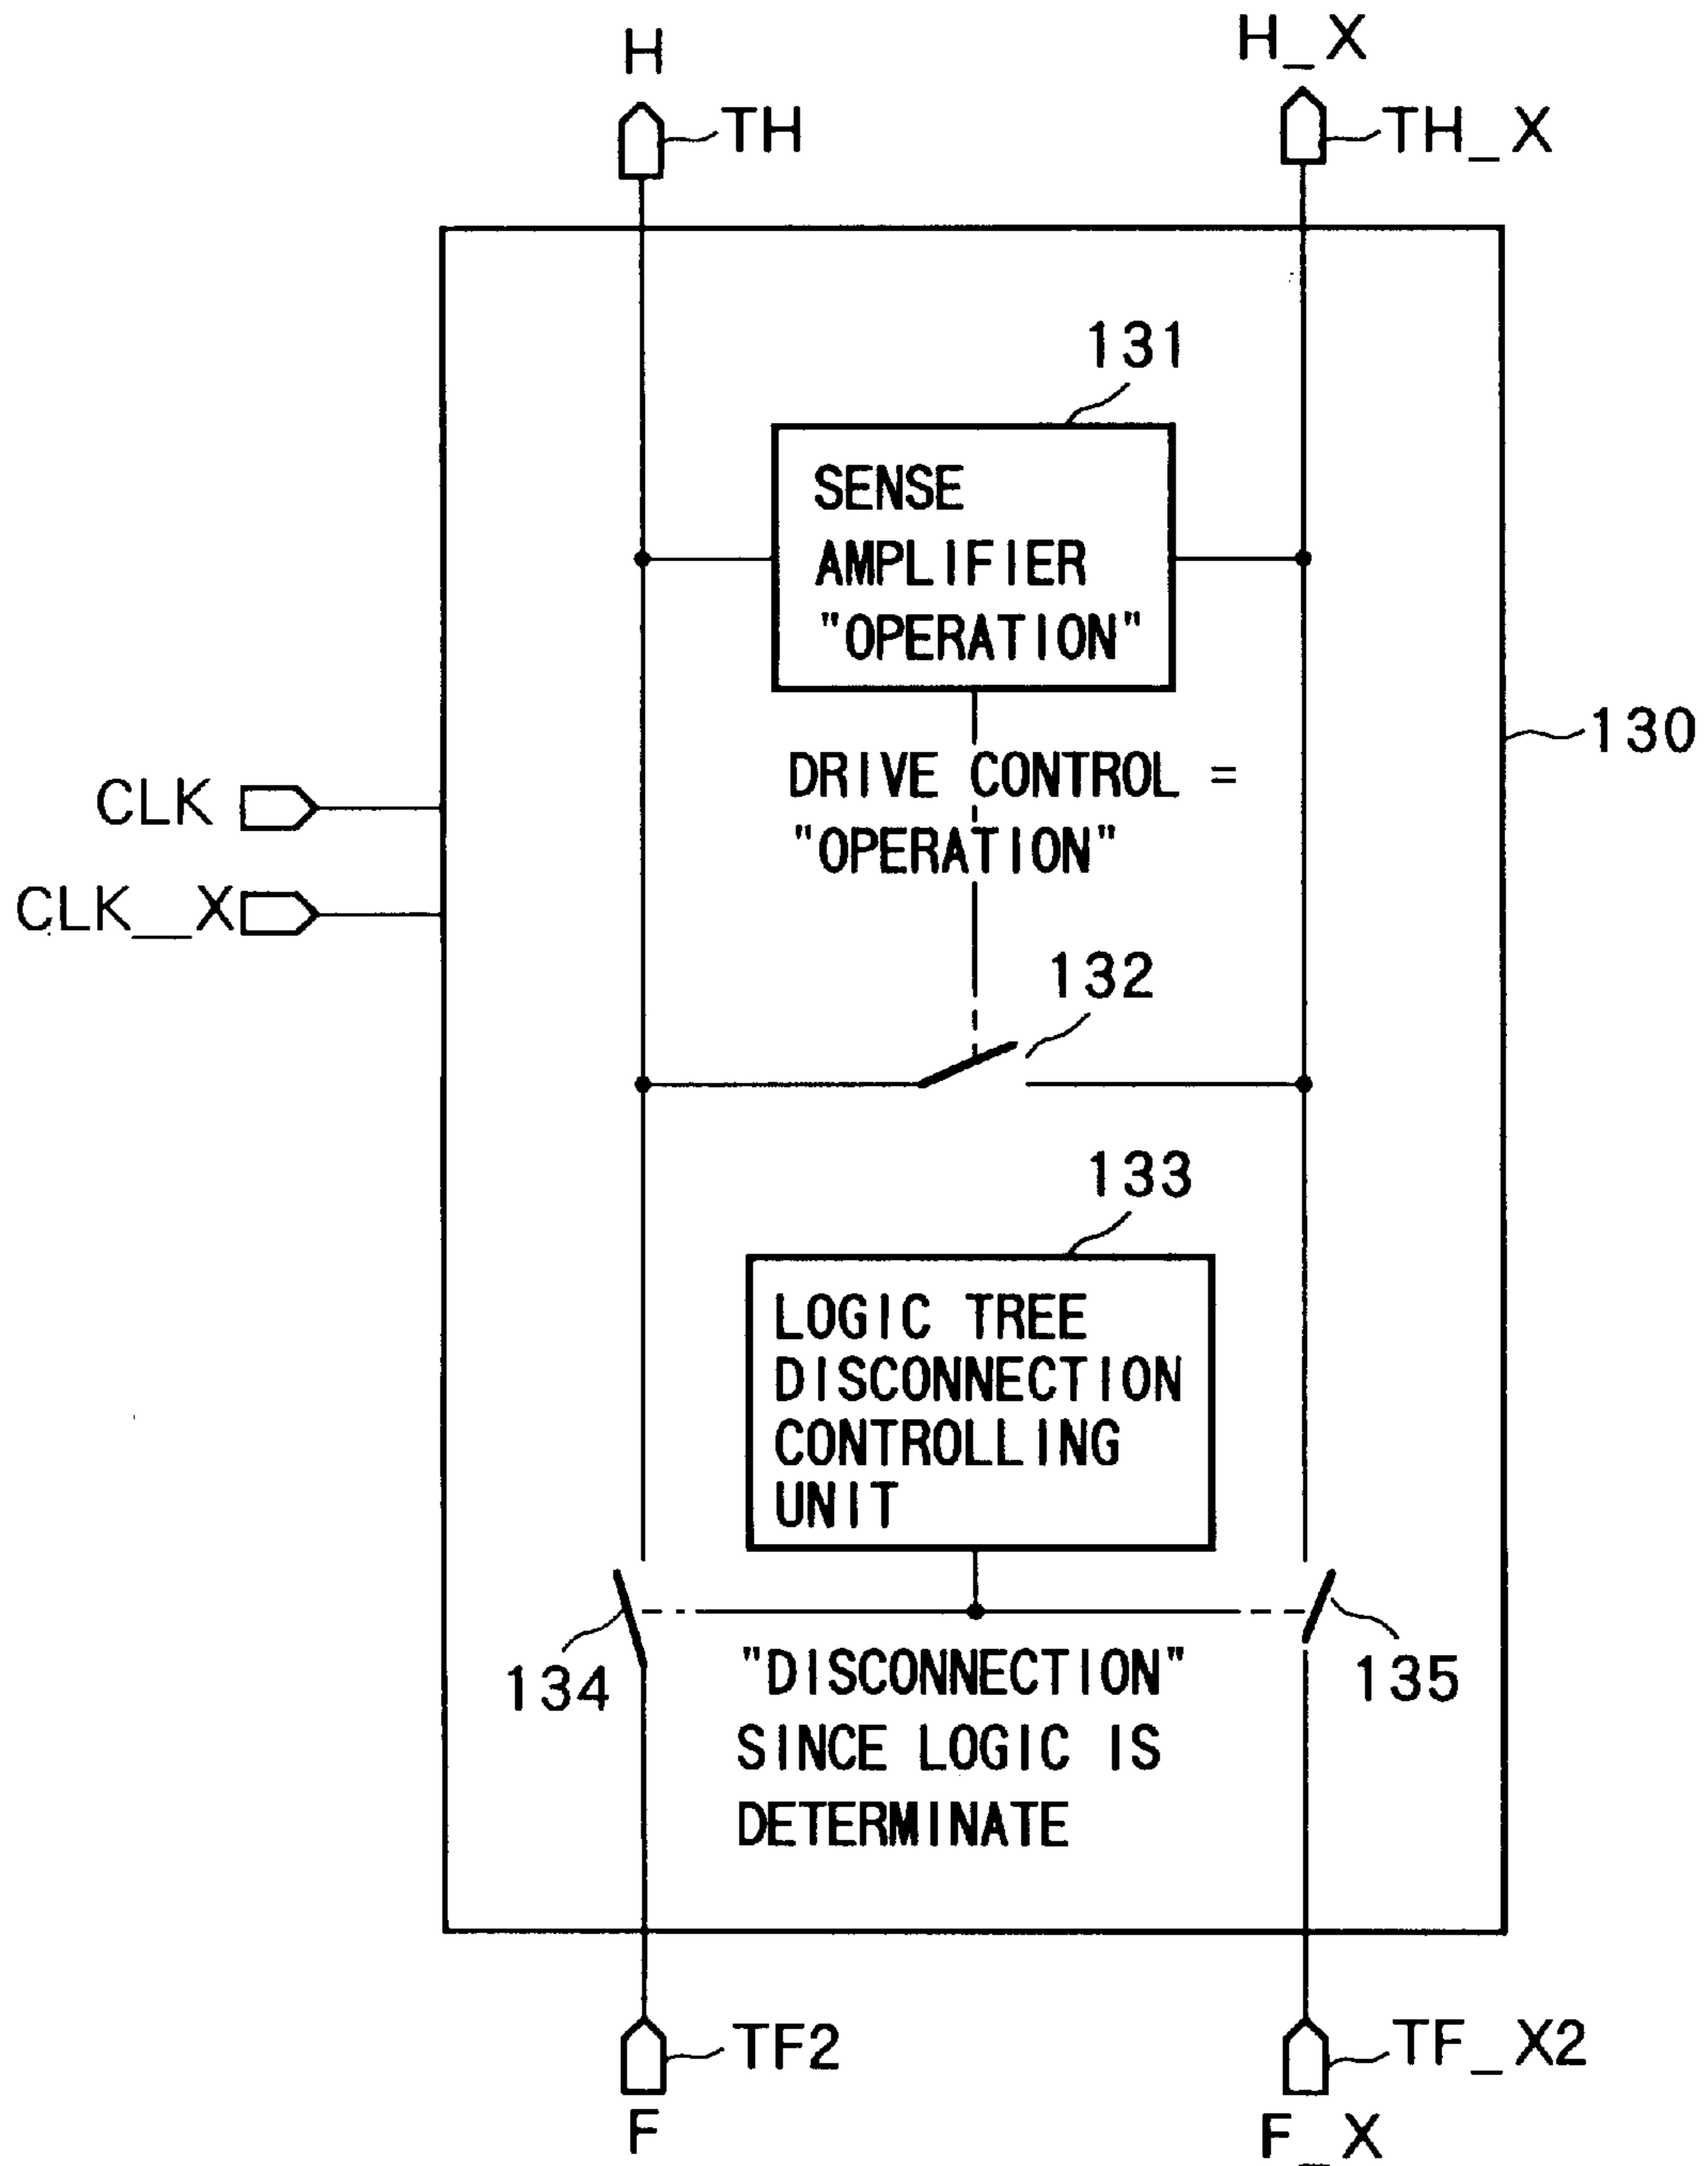 H
H_X
TH
TH_X
131
SENSE
AMPLIFIER
"OPERATION"
130
DRIVE CONTROL =
"OPERATION"
CLK
CLK_X
132
133
LOGIC TREE
DISCONNECTION
CONTROLLING
UNIT
134
"DISCONNECTION"
SINCE LOGIC IS
DETERMINATE
135
TF2
TF_X2
F
F_X